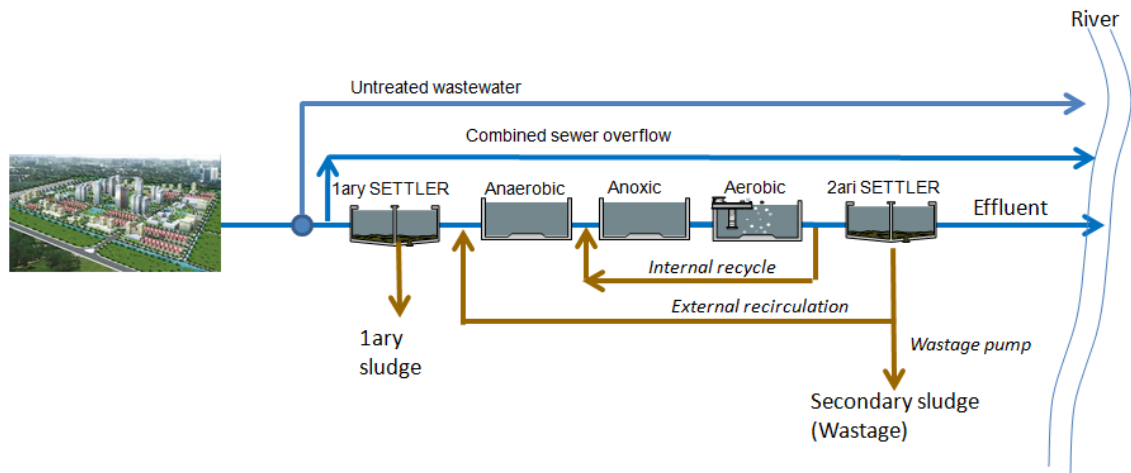 River
Untreated wastewater
Combined sewer overflow
1ary SETTLER
Anaerobic
Anoxic
Aerobic
2ari SETTLER
Effluent
Internal recycle
External recirculation
1ary
sludge
Wastage pump
Secondary sludge
(Wastage)